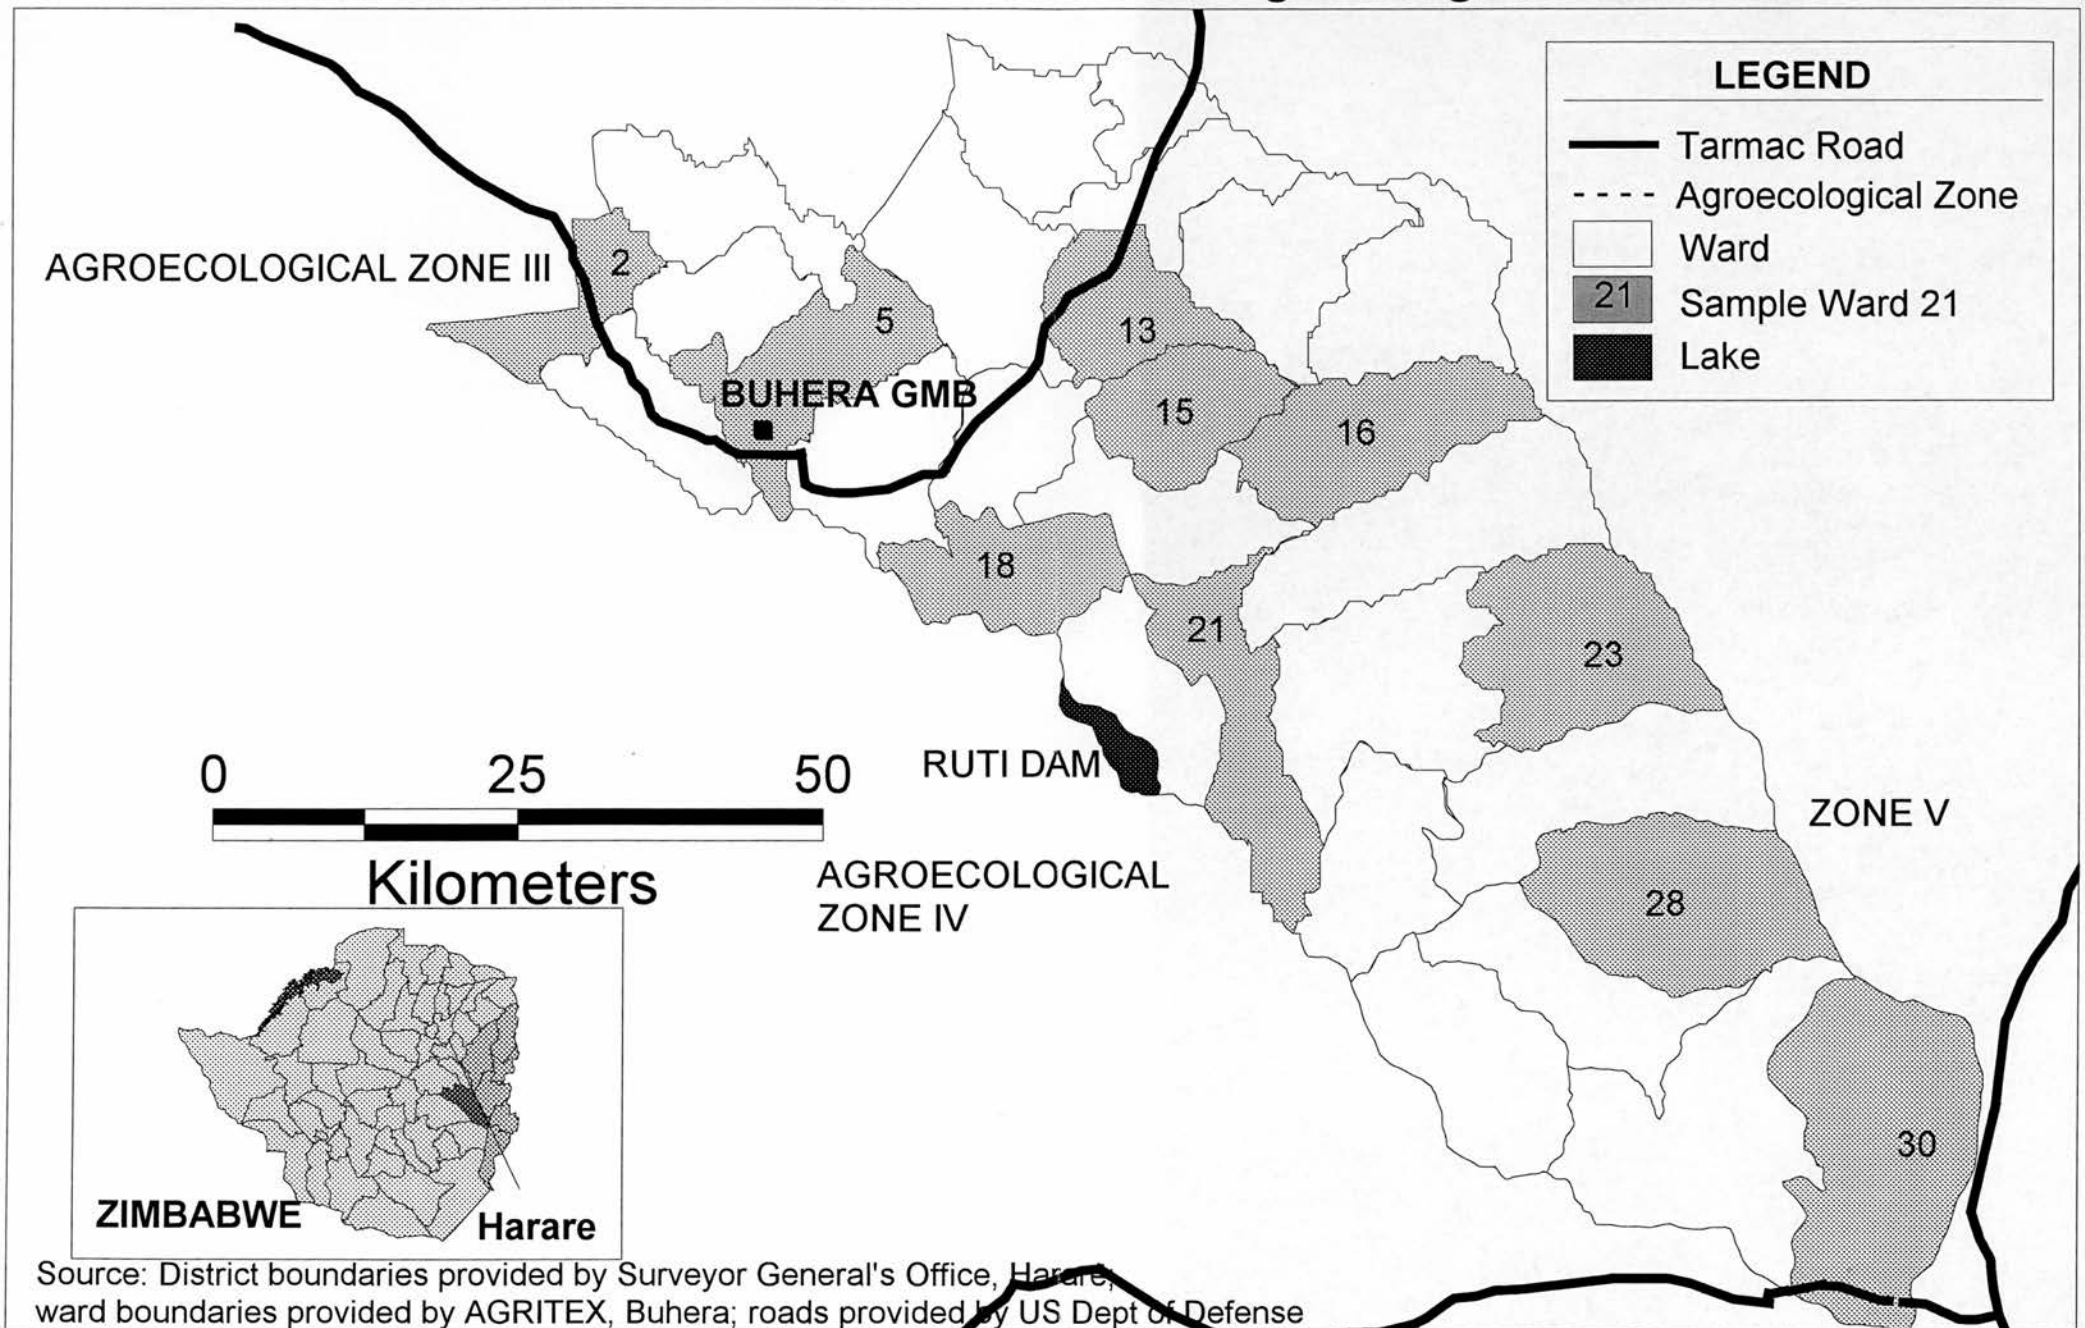 LEGEND
Tarmac Road
Agroecological Zone
Ward
21 Sample Ward 21
Lake
AGROECOLOGICAL ZONE III
2
5
13
BUHERA GMB
15
16
18
21
23
RUTI DAM
0 25 50
Kilometers
ZONE V
AGROECOLOGICAL
ZONE IV
28
30
ZIMBABWE
Harare
Source: District boundaries provided by Surveyor General's Office, Harare;
ward boundaries provided by AGRITEX, Buhera; roads provided by US Dept of Defense